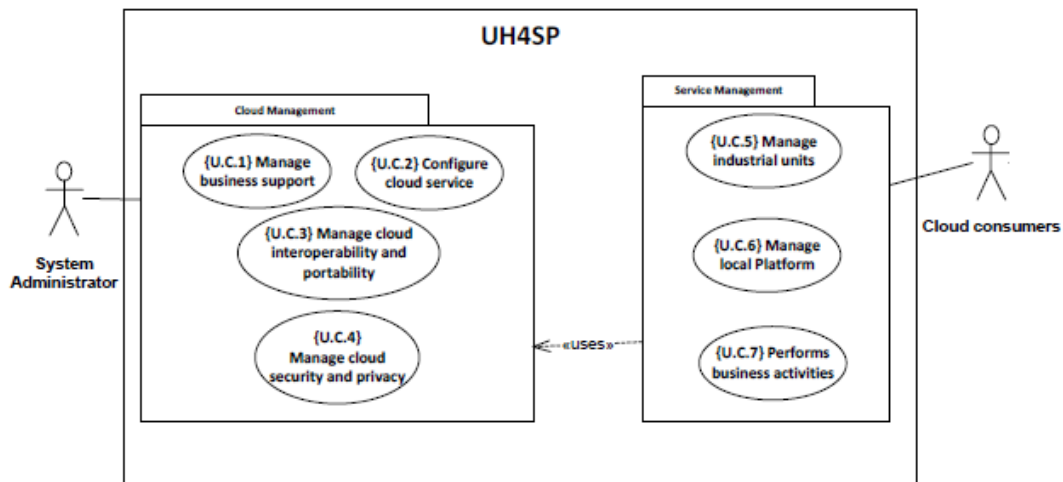 UH4SP
Cloud Management
{U.C.1} Manage
business support
{U.C.2} Configure
cloud service
{U.C.3} Manage cloud
interoperability and
portability
{U.C.4}
Manage cloud
security and privacy
System
Administrator
«uses»
Service Management
{U.C.5} Manage
industrial units
{U.C.6} Manage
local Platform
{U.C.7} Performs
business activities
Cloud consumers